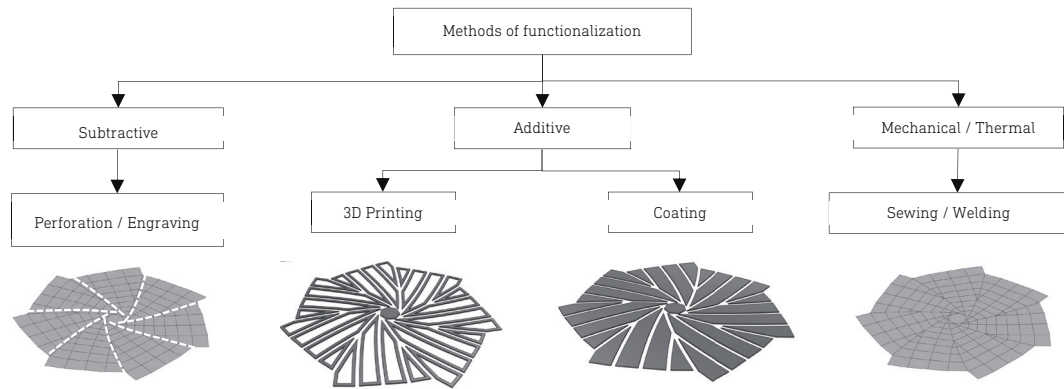 Methods of functionalization
Subtractive
Additive
Mechanical / Thermal
Perforation / Engraving
3D Printing
Coating
Sewing / Welding